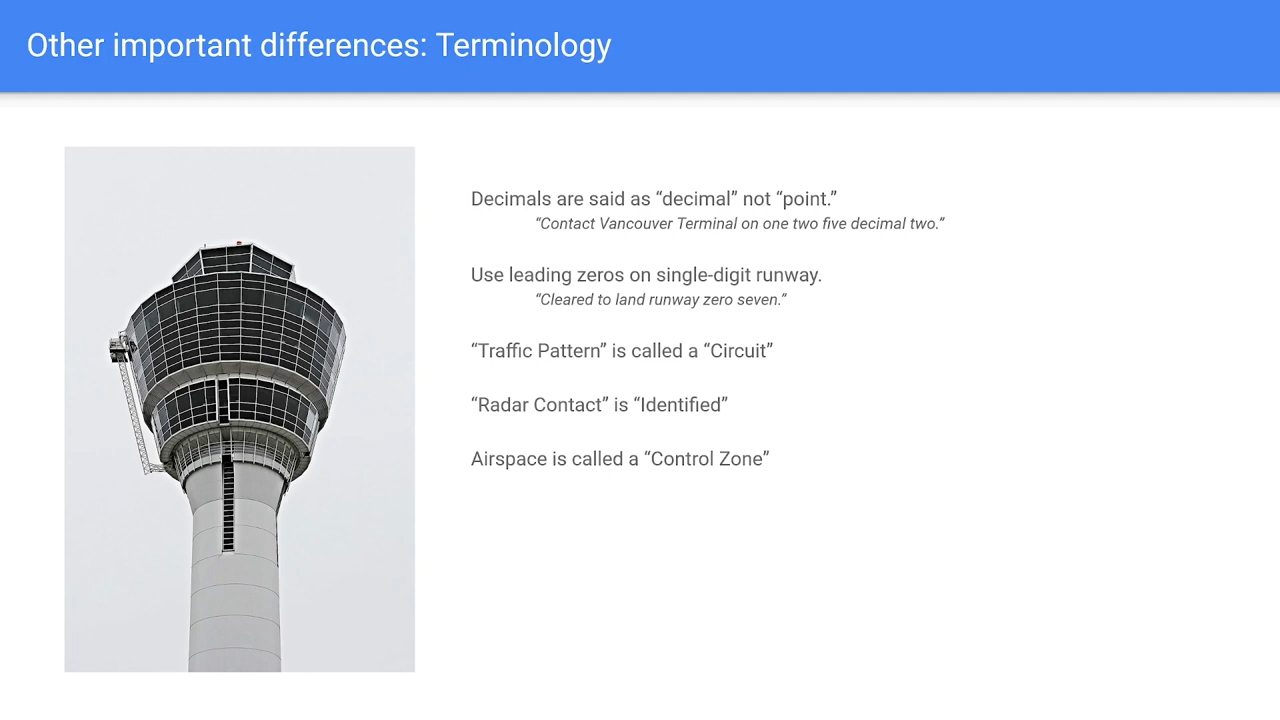 Other important differences: Terminology
Decimals are said as “decimal” not “point.”
“Contact Vancouver Terminal on one two five decimal two.”
Use leading zeros on single-digit runway.
“Cleared to land runway zero seven.”
“Traffic Pattern” is called a “Circuit”
“Radar Contact” is “Identified”
Airspace is called a “Control Zone”